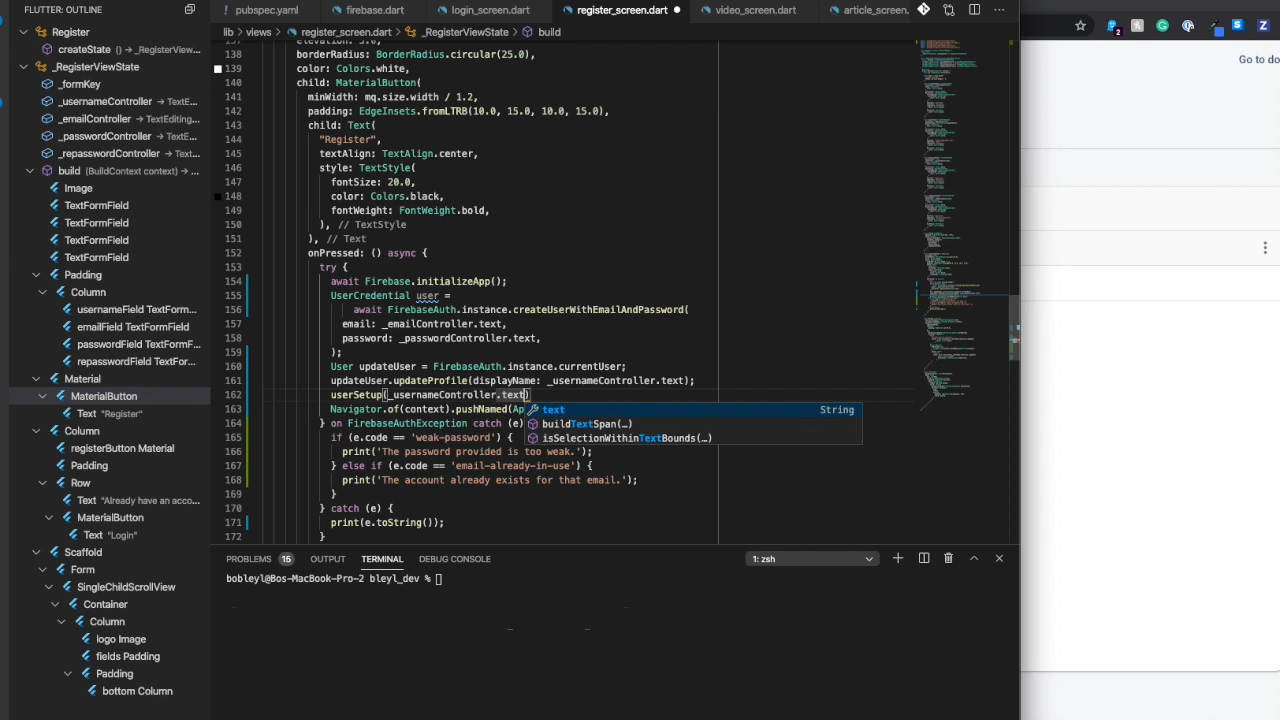 FLUTTER: OUTLINE
Register
createState () → _RegisterView...
_RegisterViewState
_formKey
_usernameController → TextE...
_emailController → TextEditing...
_passwordController → TextE...
_repasswordController → Text...
build (BuildContext context) → ...
Image
TextFormField
TextFormField
TextFormField
TextFormField
Padding
Column
usernameField TextForm...
emailField TextFormField
passwordField TextFormF...
repasswordField TextFor...
Material
MaterialButton
Text "Register"
Column
registerButton Material
Padding
Row
Text "Already have an acco...
MaterialButton
Text "Login"
Scaffold
Form
SingleChildScrollView
Container
Column
logo Image
fields Padding
Padding
bottom Column
! pubspec.yaml
firebase.dart
login_screen.dart
register_screen.dart
video_screen.dart
article_screen.
lib > views > register_screen.dart > _RegisterViewState > build
138 borderRadius: BorderRadius.circular(25.0),
color: Colors.white,
child: MaterialButton(
minWidth: mq.size.width / 1.2,
padding: EdgeInsets.fromLTRB(10.0, 15.0, 10.0, 15.0),
143 child: Text(
144 "Register",
145 textAlign: TextAlign.center,
146 style: TextStyle(
147 fontSize: 20.0,
148 color: Colors.black,
149 fontWeight: FontWeight.bold,
150 ), // TextStyle
151 ), // Text
152 onPressed: () async {
153 try {
154 await Firebase.initializeApp();
155 UserCredential user =
156 await FirebaseAuth.instance.createUserWithEmailAndPassword(
157 email: _emailController.text,
158 password: _passwordController.text,
159 );
160 User updateUser = FirebaseAuth.instance.currentUser;
161 updateUser.updateProfile(displayName: _usernameController.text);
162 userSetup(_usernameController.text)
163 Navigator.of(context).pushNamed(Ap
164 } on FirebaseAuthException catch (e)
165 if (e.code == 'weak-password') {
166 print('The password provided is too weak.');
167 } else if (e.code == 'email-already-in-use') {
168 print('The account already exists for that email.');
169 }
170 } catch (e) {
171 print(e.toString());
172 }
text String
buildTextSpan(…)
isSelectionWithinTextBounds(…)
PROBLEMS 15 OUTPUT TERMINAL DEBUG CONSOLE
1: zsh
bobleyl@Bos-MacBook-Pro-2 bleyl_dev %
2
Go to do